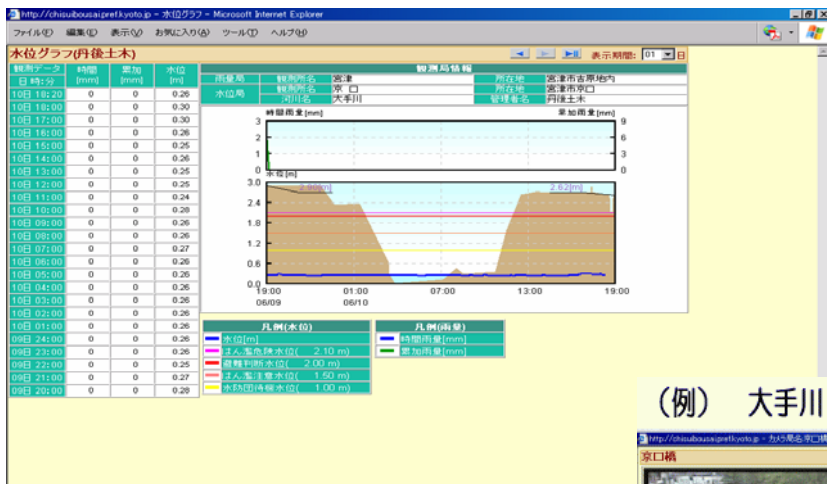 http://chisuibousai.pref.kyoto.jp - 水位グラフ - Microsoft Internet Explorer
ファイル(F) 編集(E) 表示(V) お気に入り(A) ツール(T) ヘルプ(H)
水位グラフ(丹後土木)
表示期間: 01 日
観測データ 時間 累加 水位
日 時:分 [mm] [mm] [m]
10日 18:20 0 0 0.26
10日 18:00 0 0 0.30
10日 17:00 0 0 0.30
10日 16:00 0 0 0.26
10日 15:00 0 0 0.25
10日 14:00 0 0 0.26
10日 13:00 0 0 0.25
10日 12:00 0 0 0.25
10日 11:00 0 0 0.24
10日 10:00 0 0 0.28
10日 09:00 0 0 0.26
10日 08:00 0 0 0.26
10日 07:00 0 0 0.27
10日 06:00 0 0 0.26
10日 05:00 0 0 0.26
10日 04:00 0 0 0.26
10日 03:00 0 0 0.26
10日 02:00 0 0 0.26
10日 01:00 0 0 0.26
09日 24:00 0 0 0.26
09日 23:00 0 0 0.26
09日 22:00 0 0 0.25
09日 21:00 0 0 0.27
09日 20:00 0 0 0.28
観測局情報
雨量局 観測所名 宮津 所在地 宮津市吉原地内
水位局 観測所名 京口 所在地 宮津市京口
河川名 大手川 管理者名 丹後土木
時間雨量[mm] 累加雨量[mm]
3 9
2 6
1 3
0 0
水位[m]
3.0
2.90[m] 2.62[m]
2.4
1.8
1.2
0.6
0.0
19:00 01:00 07:00 13:00 19:00
06/09 06/10
凡例(水位) 凡例(雨量)
水位[m] 時間雨量[mm]
はん濫危険水位( 2.10 m) 累加雨量[mm]
避難判断水位( 2.00 m)
はん濫注意水位( 1.50 m)
水防団待機水位( 1.00 m)
(例) 大手川
http://chisuibousai.pref.kyoto.jp - カメラ局名 京口橋
京口橋